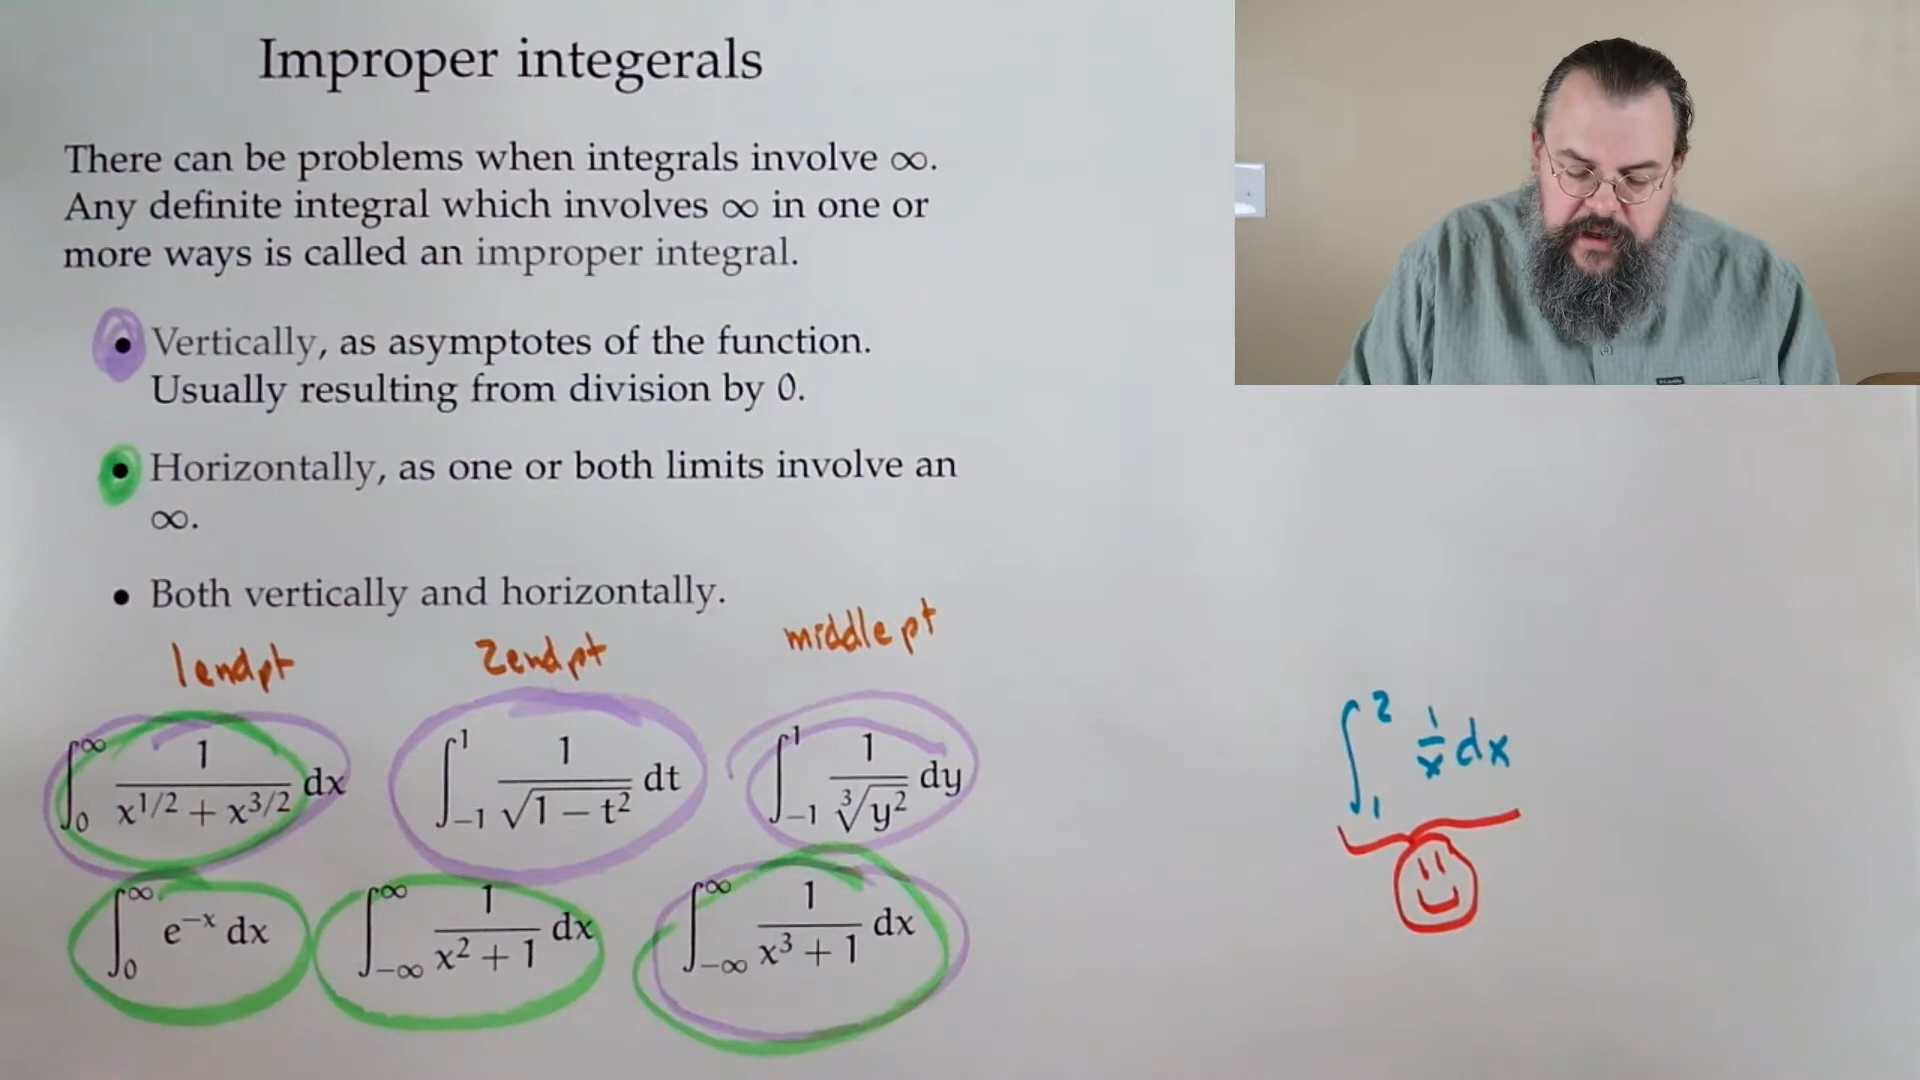 Improper integerals
There can be problems when integrals involve ∞.
Any definite integral which involves ∞ in one or
more ways is called an improper integral.
• Vertically, as asymptotes of the function.
Usually resulting from division by 0.
• Horizontally, as one or both limits involve an
∞.
• Both vertically and horizontally.
1endpt 2endpt middle pt
∫_0^∞ 1/(x^{1/2} + x^{3/2}) dx ∫_{−1}^1 1/√(1 − t²) dt ∫_{−1}^1 1/∛(y²) dy
∫_0^∞ e^{−x} dx ∫_{−∞}^∞ 1/(x² + 1) dx ∫_{−∞}^∞ 1/(x³ + 1) dx
∫_1^2 1/x dx